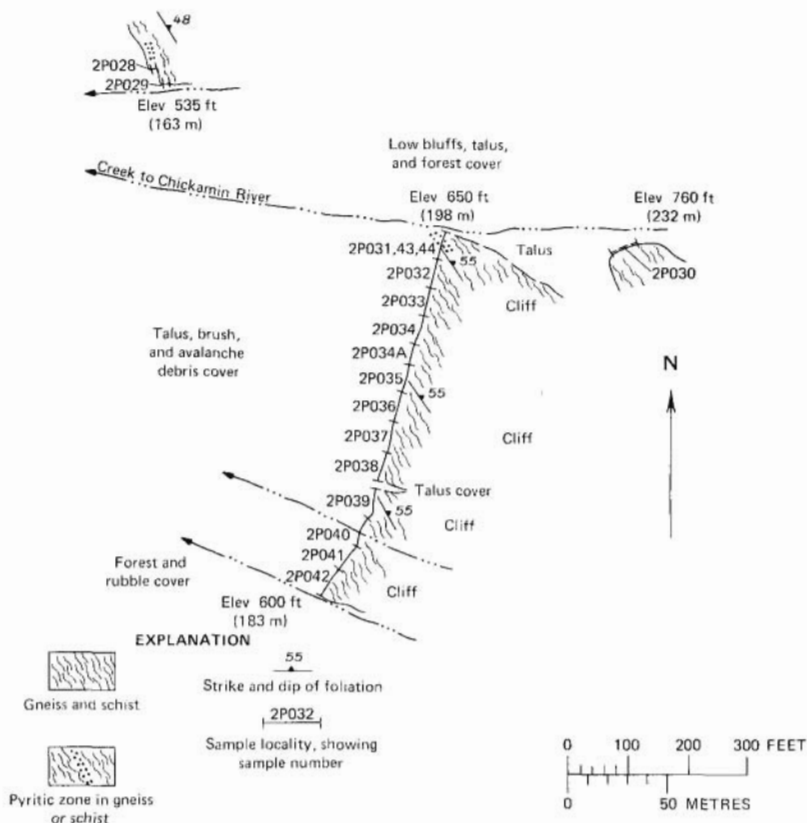 48
2P028
2P029
Elev 535 ft
(163 m)
Low bluffs, talus,
and forest cover
Creek to Chickamin River
Elev 650 ft
(198 m)
Elev 760 ft
(232 m)
Talus
2P031,43,44
55
2P030
2P032
Cliff
2P033
Talus, brush,
and avalanche
debris cover
2P034
2P034A
2P035
55
N
2P036
2P037
Cliff
2P038
Talus cover
2P039
55
Cliff
2P040
Forest and
rubble cover
2P041
2P042
Cliff
Elev 600 ft
(183 m)
EXPLANATION
Gneiss and schist
55
Strike and dip of foliation
2P032
Sample locality, showing
sample number
Pyritic zone in gneiss
or schist
0 100 200 300 FEET
0 50 METRES